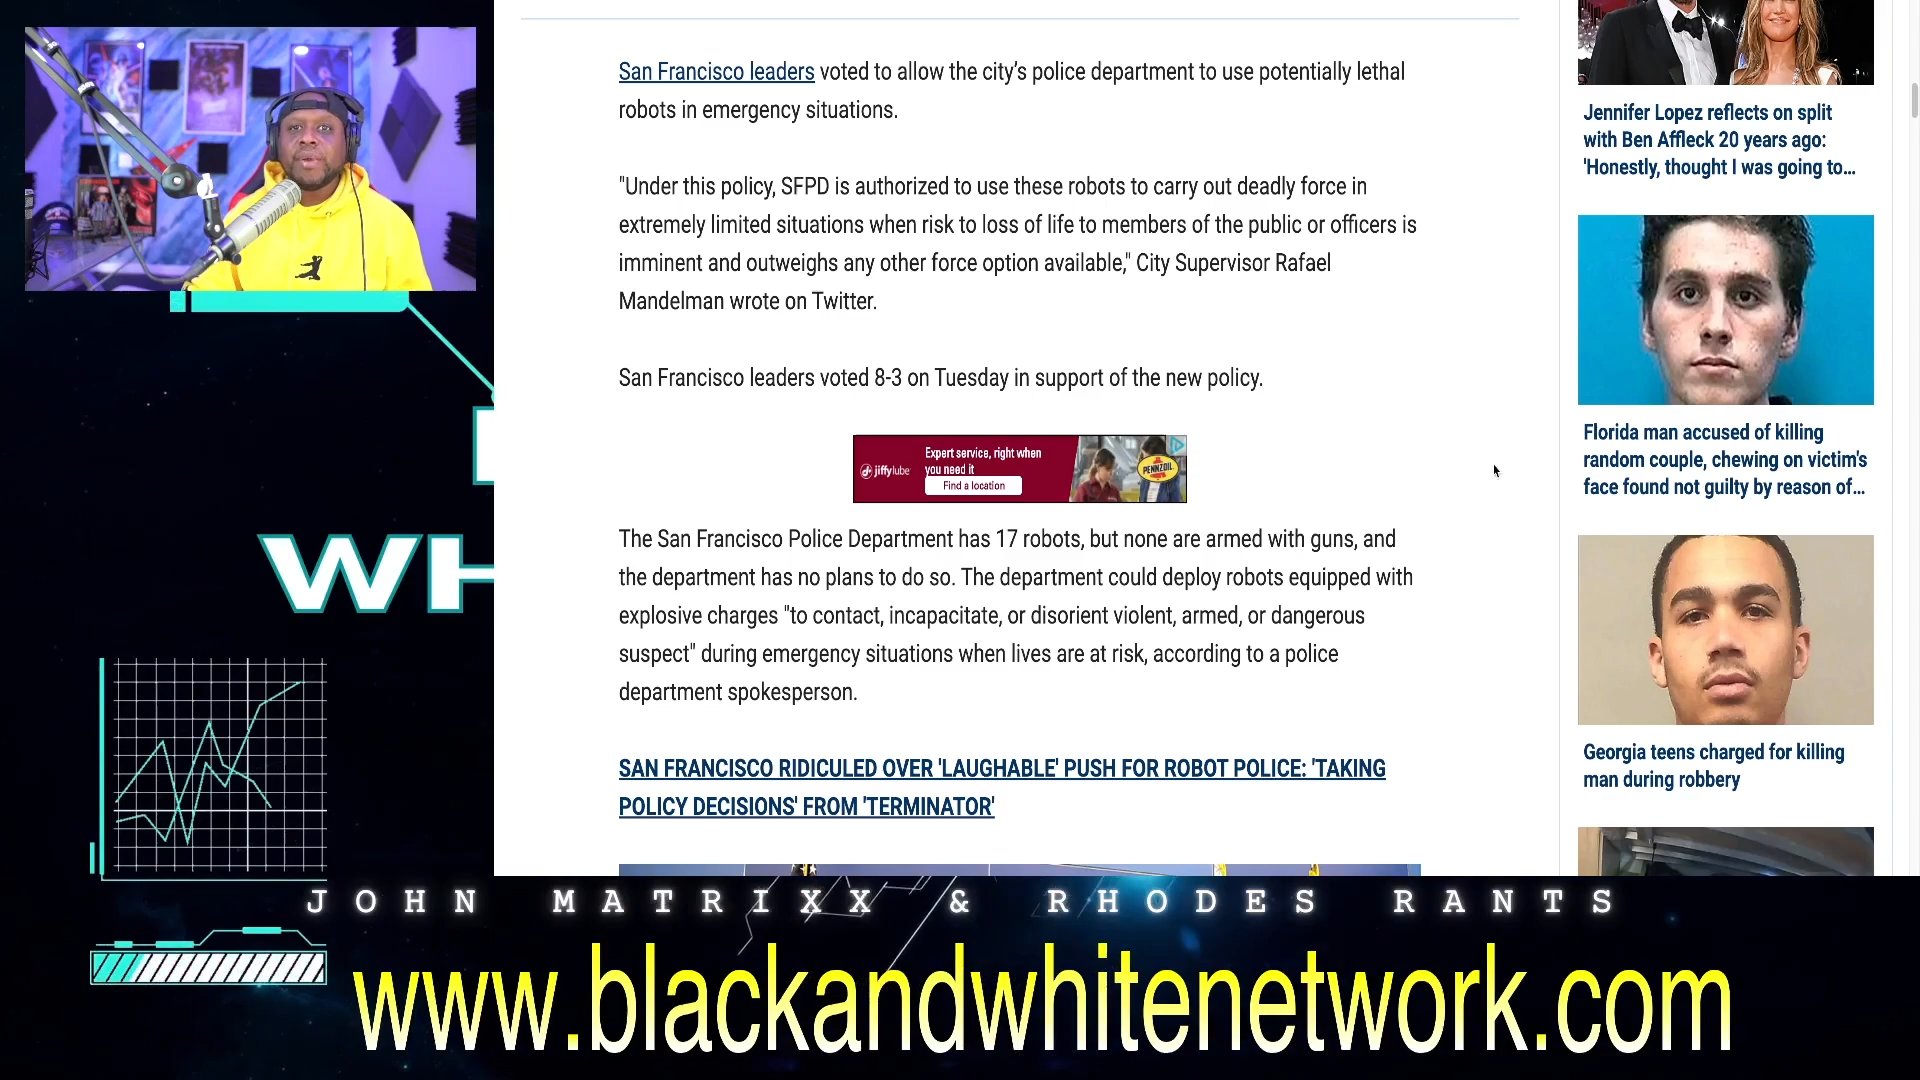 San Francisco leaders voted to allow the city's police department to use potentially lethal
robots in emergency situations.
"Under this policy, SFPD is authorized to use these robots to carry out deadly force in
extremely limited situations when risk to loss of life to members of the public or officers is
imminent and outweighs any other force option available," City Supervisor Rafael
Mandelman wrote on Twitter.
San Francisco leaders voted 8-3 on Tuesday in support of the new policy.
jiffylube
Expert service, right when
you need it
Find a location
PENNZOIL
The San Francisco Police Department has 17 robots, but none are armed with guns, and
the department has no plans to do so. The department could deploy robots equipped with
explosive charges "to contact, incapacitate, or disorient violent, armed, or dangerous
suspect" during emergency situations when lives are at risk, according to a police
department spokesperson.
SAN FRANCISCO RIDICULED OVER 'LAUGHABLE' PUSH FOR ROBOT POLICE: 'TAKING
POLICY DECISIONS' FROM 'TERMINATOR'
Jennifer Lopez reflects on split
with Ben Affleck 20 years ago:
'Honestly, thought I was going to...
Florida man accused of killing
random couple, chewing on victim's
face found not guilty by reason of...
Georgia teens charged for killing
man during robbery
WH
JOHN MATRIXX & RHODES RANTS
www.blackandwhitenetwork.com